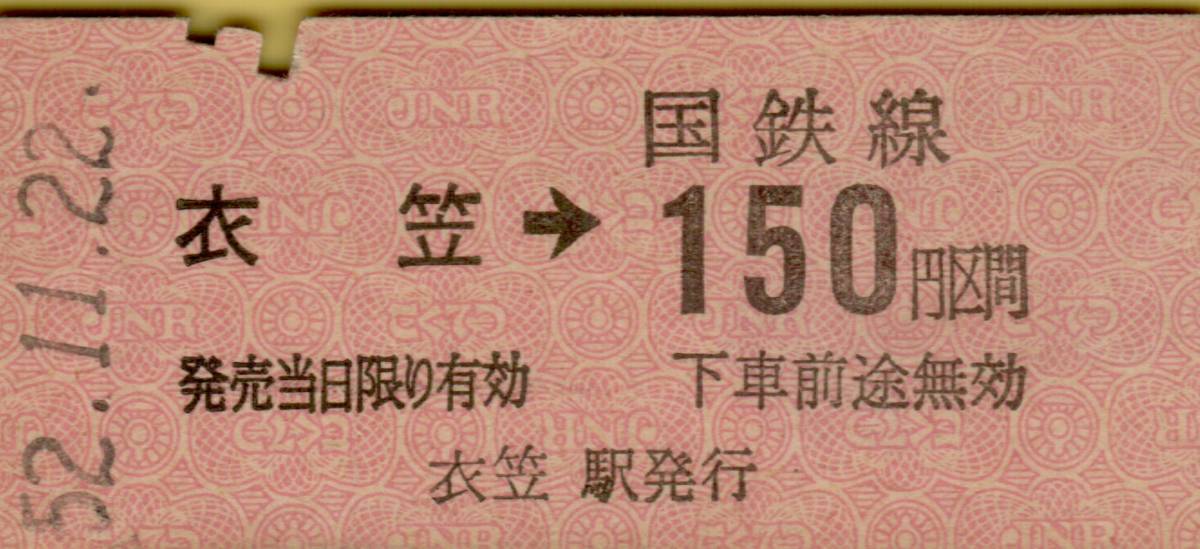 52.11.22.
国鉄線
衣笠→150円区間
発売当日限り有効 下車前途無効
衣笠駅発行